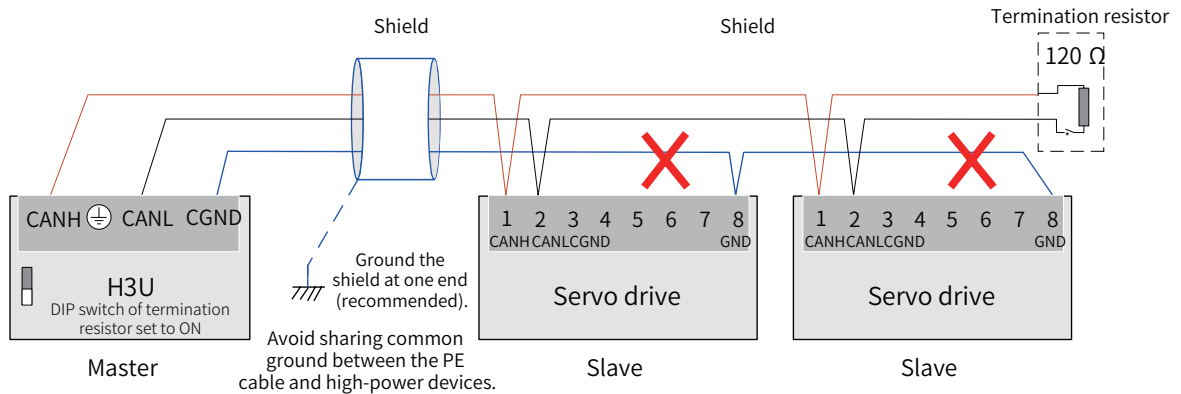 Termination resistor
Shield
Shield
120 Ω
CANH CANL CGND
1 2 3 4 5 6 7 8
CANH CANL CGND GND
1 2 3 4 5 6 7 8
CANH CANL CGND GND
H3U
DIP switch of termination
resistor set to ON
Ground the
shield at one end
(recommended).
Servo drive
Servo drive
Avoid sharing common
ground between the PE
cable and high-power devices.
Master
Slave
Slave